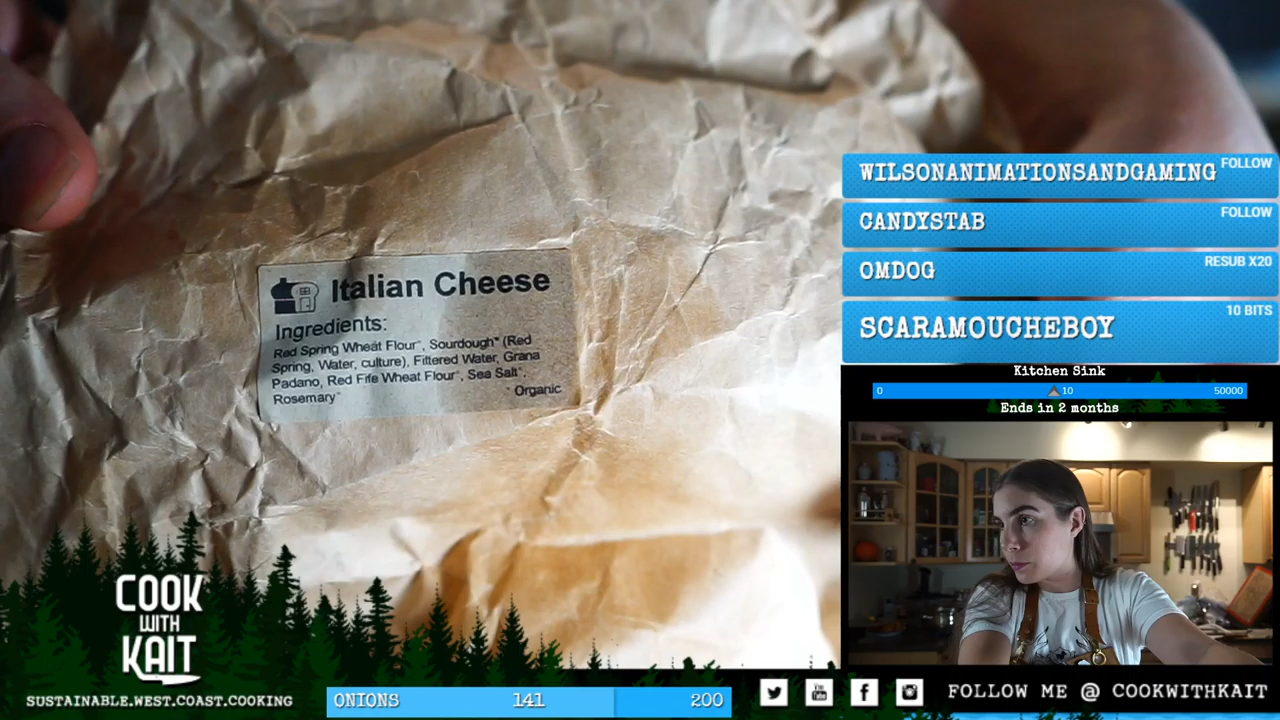 Italian Cheese
Ingredients:
Red Spring Wheat Flour*, Sourdough* (Red
Spring, Water, culture), Filtered Water, Grana
Padano, Red Fife Wheat Flour*, Sea Salt*,
Rosemary*
* Organic
WILSONANIMATIONSANDGAMING FOLLOW
CANDYSTAB FOLLOW
OMDOG RESUB X20
SCARAMOUCHEBOY 10 BITS
Kitchen Sink
0 10 50000
Ends in 2 months
COOK
WITH
KAIT
SUSTAINABLE.WEST.COAST.COOKING
ONIONS 141 200
You Tube
FOLLOW ME @ COOKWITHKAIT